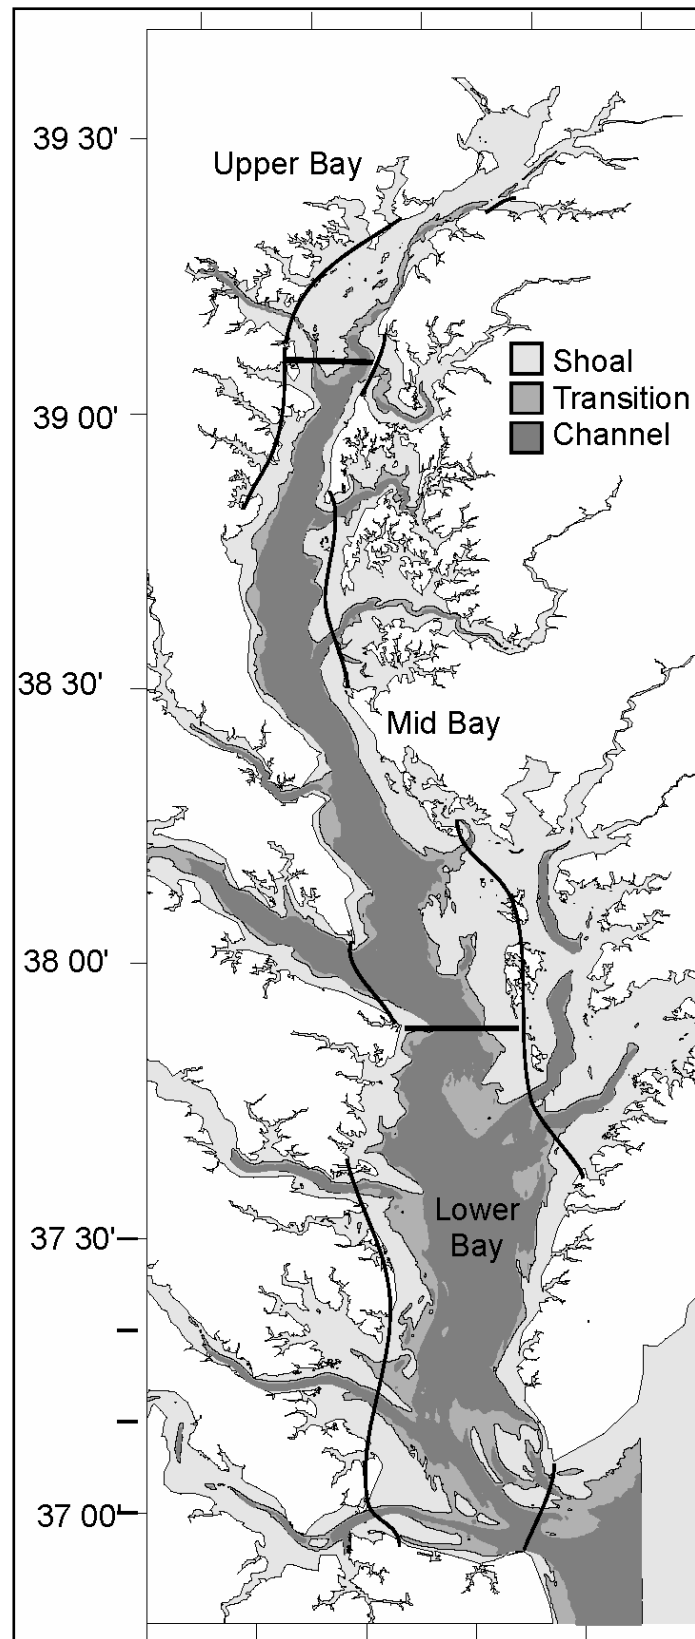 39 30'
Upper Bay
Shoal
Transition
Channel
39 00'
38 30'
Mid Bay
38 00'
Lower
Bay
37 30'
37 00'